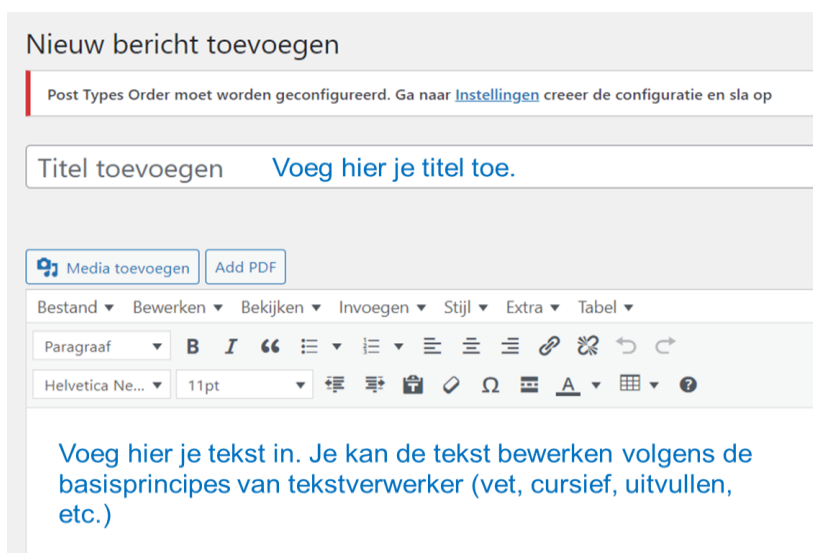 Nieuw bericht toevoegen
Post Types Order moet worden geconfigureerd. Ga naar Instellingen creeer de configuratie en sla op
Titel toevoegen Voeg hier je titel toe.
Media toevoegen Add PDF
Bestand Bewerken Bekijken Invoegen Stijl Extra Tabel
Paragraaf B I
Helvetica Ne... 11pt Ω A
Voeg hier je tekst in. Je kan de tekst bewerken volgens de
basisprincipes van tekstverwerker (vet, cursief, uitvullen,
etc.)